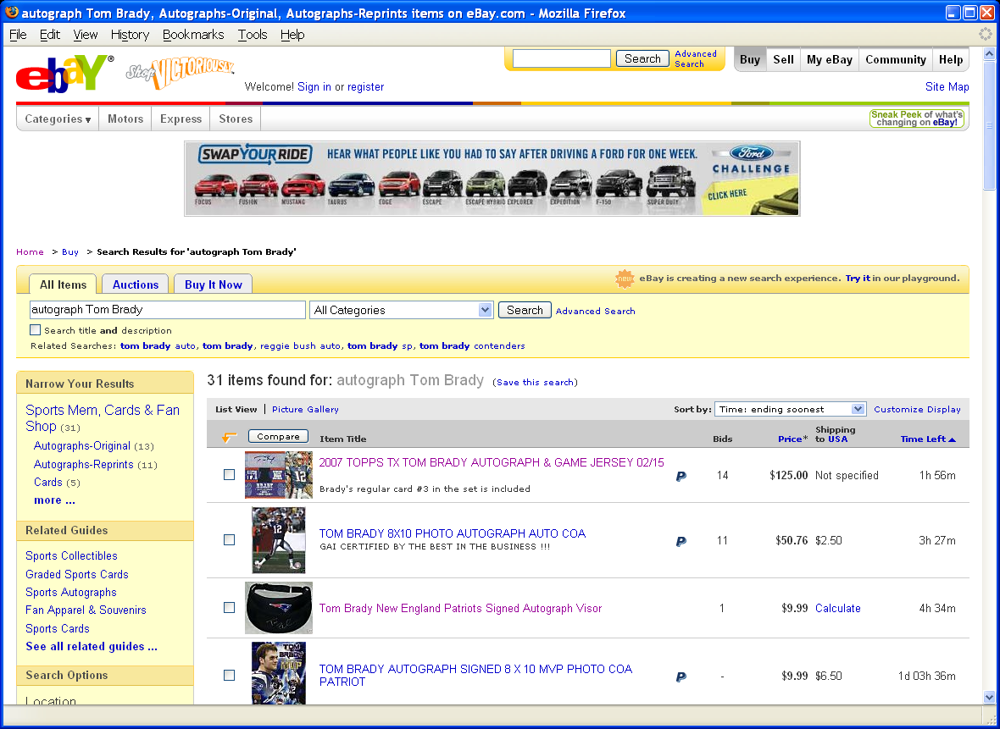 autograph Tom Brady, Autographs-Original, Autographs-Reprints items on eBay.com - Mozilla Firefox
File Edit View History Bookmarks Tools Help
ebaY® Shop VICTORIOUSLY.
Welcome! Sign in or register
Search Advanced Search
Buy Sell My eBay Community Help
Site Map
Categories ▾ Motors Express Stores
Sneak Peek of what's
changing on eBay!
SWAP YOUR RIDE HEAR WHAT PEOPLE LIKE YOU HAD TO SAY AFTER DRIVING A FORD FOR ONE WEEK. Ford
CHALLENGE
CLICK HERE
FOCUS FUSION MUSTANG TAURUS EDGE ESCAPE ESCAPE HYBRID EXPLORER EXPEDITION F-150 SUPER DUTY
Home > Buy > Search Results for 'autograph Tom Brady'
All Items Auctions Buy It Now new eBay is creating a new search experience. Try it in our playground.
autograph Tom Brady All Categories Search Advanced Search
Search title and description
Related Searches: tom brady auto, tom brady, reggie bush auto, tom brady sp, tom brady contenders
Narrow Your Results
Sports Mem, Cards & Fan
Shop (31)
Autographs-Original (13)
Autographs-Reprints (11)
Cards (5)
more ...
Related Guides
Sports Collectibles
Graded Sports Cards
Sports Autographs
Fan Apparel & Souvenirs
Sports Cards
See all related guides ...
Search Options
Location
31 items found for: autograph Tom Brady (Save this search)
List View | Picture Gallery Sort by: Time: ending soonest Customize Display
Compare Item Title Bids Price* Shipping to USA Time Left
2007 TOPPS TX TOM BRADY AUTOGRAPH & GAME JERSEY 02/15 P 14 $125.00 Not specified 1h 56m
Brady's regular card #3 in the set is included
TOM BRADY 8X10 PHOTO AUTOGRAPH AUTO COA P 11 $50.76 $2.50 3h 27m
GAI CERTIFIED BY THE BEST IN THE BUSINESS !!!
Tom Brady New England Patriots Signed Autograph Visor 1 $9.99 Calculate 4h 34m
TOM BRADY AUTOGRAPH SIGNED 8 X 10 MVP PHOTO COA
PATRIOT P - $9.99 $6.50 1d 03h 36m